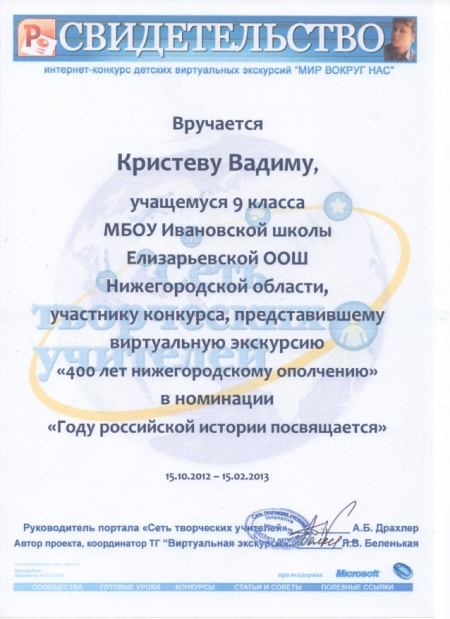 СВИДЕТЕЛЬСТВО
интернет-конкурс детских виртуальных экскурсий "МИР ВОКРУГ НАС"
Вручается
Кристеву Вадиму,
учащемуся 9 класса
МБОУ Ивановской школы
Елизарьевской ООШ
Нижегородской области,
участнику конкурса, представившему
виртуальную экскурсию
«400 лет нижегородскому ополчению»
в номинации
«Году российской истории посвящается»
Сеть
творческих
учителей
15.10.2012 – 15.02.2013
Руководитель портала «Сеть творческих учителей» А.Б. Драхлер
Автор проекта, координатор ТГ "Виртуальная экскурсия" Я.В. Беленькая
при поддержке Microsoft
СООБЩЕСТВА ГОТОВЫЕ УРОКИ КОНКУРСЫ СТАТЬИ И СОВЕТЫ ПОЛЕЗНЫЕ ССЫЛКИ